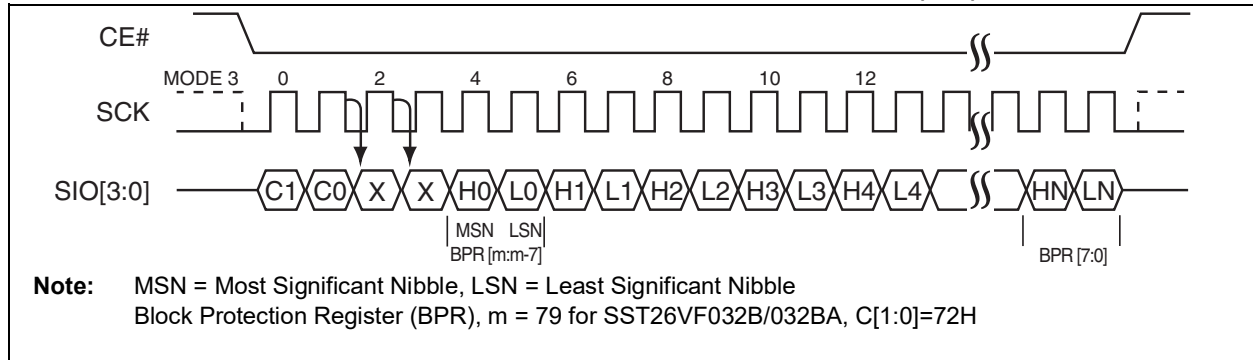 CE#
MODE 3 0 2 4 6 8 10 12
SCK
SIO[3:0] C1 C0 X X H0 L0 H1 L1 H2 L2 H3 L3 H4 L4 HN LN
MSN LSN
BPR [m:m-7] BPR [7:0]
Note: MSN = Most Significant Nibble, LSN = Least Significant Nibble
Block Protection Register (BPR), m = 79 for SST26VF032B/032BA, C[1:0]=72H